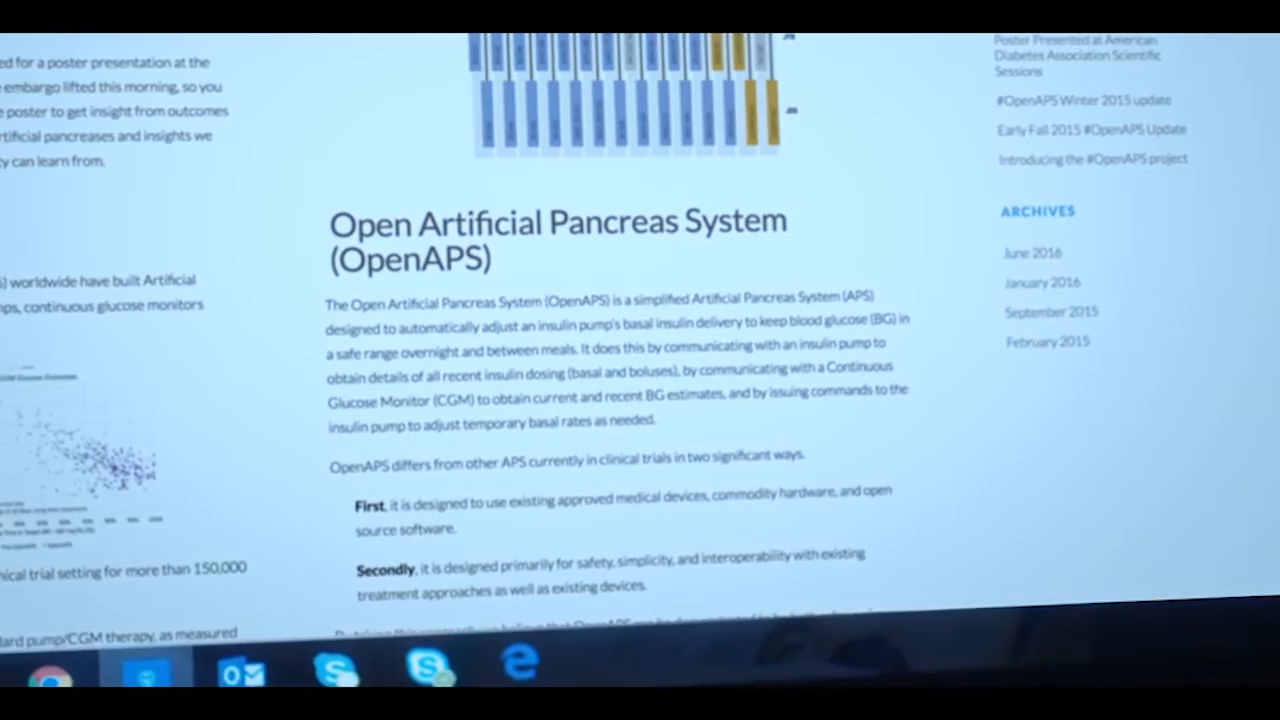 ed for a poster presentation at the
embargo lifted this morning, so you
poster to get insight from outcomes
rtificial pancreases and insights we
y can learn from.
) worldwide have built Artificial
ps, continuous glucose monitors
nical trial setting for more than 150,000
dard pump/CGM therapy, as measured
Open Artificial Pancreas System
(OpenAPS)
The Open Artificial Pancreas System (OpenAPS) is a simplified Artificial Pancreas System (APS)
designed to automatically adjust an insulin pump's basal insulin delivery to keep blood glucose (BG) in
a safe range overnight and between meals. It does this by communicating with an insulin pump to
obtain details of all recent insulin dosing (basal and boluses), by communicating with a Continuous
Glucose Monitor (CGM) to obtain current and recent BG estimates, and by issuing commands to the
insulin pump to adjust temporary basal rates as needed.
OpenAPS differs from other APS currently in clinical trials in two significant ways.
First, it is designed to use existing approved medical devices, commodity hardware, and open
source software.
Secondly, it is designed primarily for safety, simplicity, and interoperability with existing
treatment approaches as well as existing devices.
Poster Presented at American
Diabetes Association Scientific
Sessions
#OpenAPS Winter 2015 update
Early Fall 2015 #OpenAPS Update
Introducing the #OpenAPS project
ARCHIVES
June 2016
January 2016
September 2015
February 2015